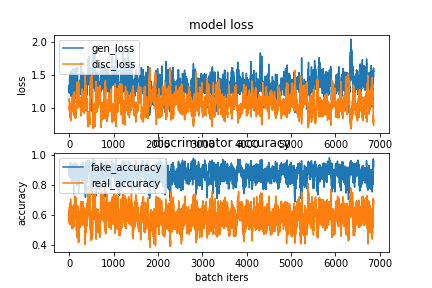 model loss
2.0
1.5
1.0
loss
gen_loss
disc_loss
0 1000 2000 3000 4000 5000 6000 7000
discriminator accuracy
1.0
0.8
0.6
0.4
accuracy
fake_accuracy
real_accuracy
0 1000 2000 3000 4000 5000 6000 7000
batch iters